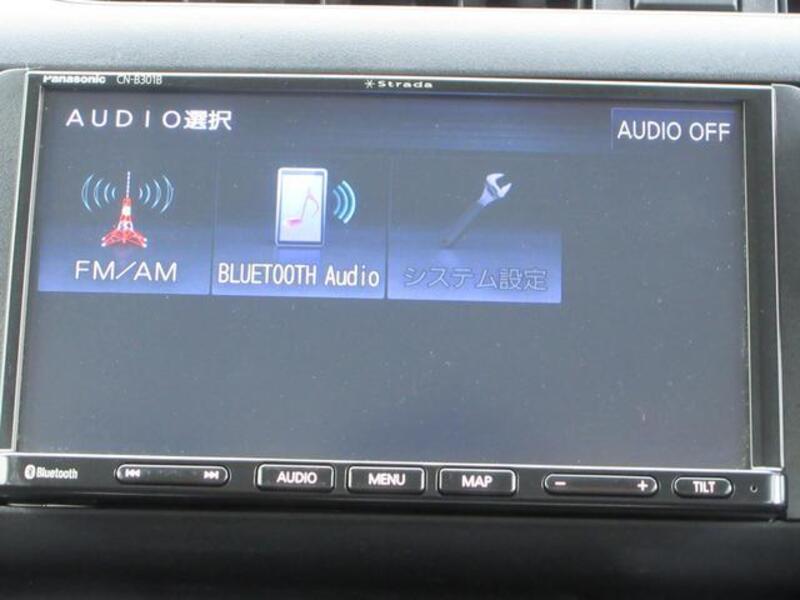 Panasonic CN-B301B
Strada
AUDIO選択
AUDIO OFF
FM/AM
BLUETOOTH Audio
システム設定
Bluetooth
AUDIO
MENU
MAP
− +
TILT